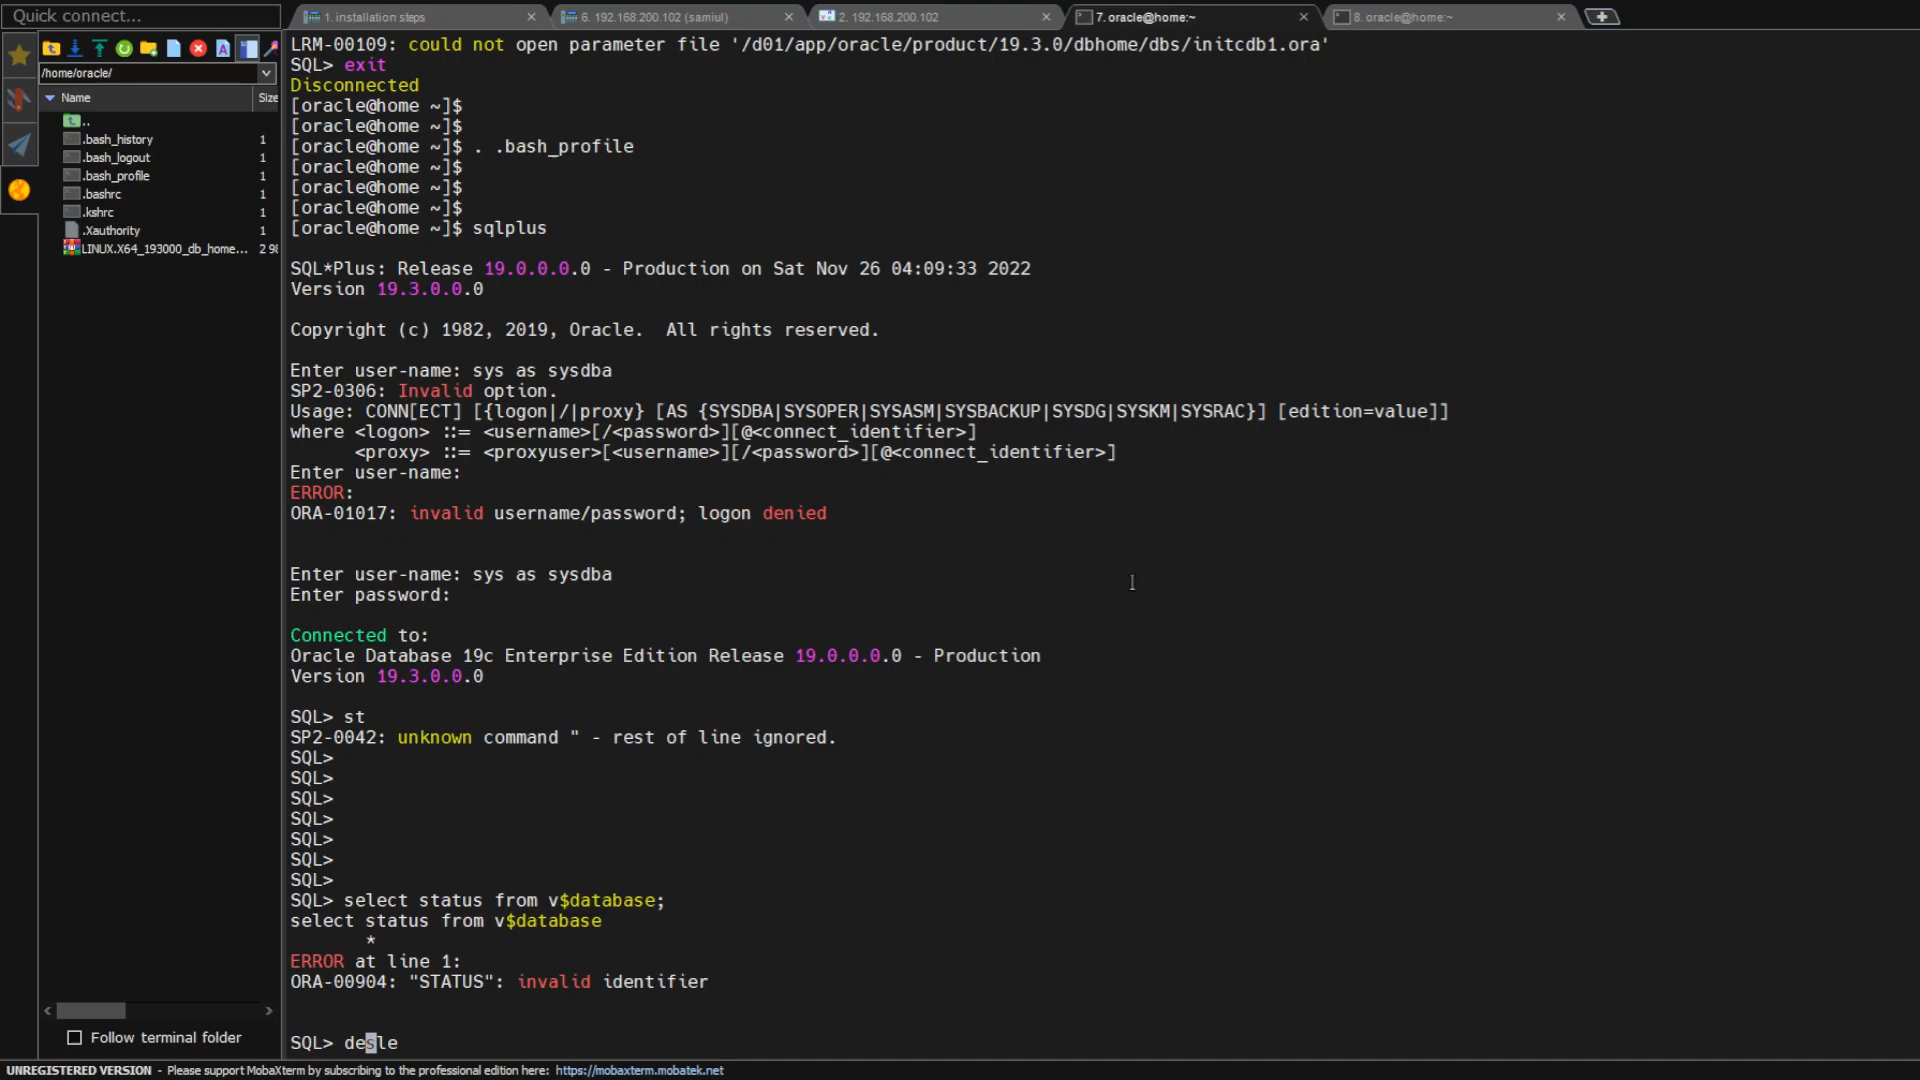 Quick connect...
1. installation steps
6. 192.168.200.102 (samiul)
2. 192.168.200.102
7. oracle@home:~
8. oracle@home:~
/home/oracle/
Name
Size
..
.bash_history 1
.bash_logout 1
.bash_profile 1
.bashrc 1
.kshrc 1
.Xauthority 1
LINUX.X64_193000_db_home... 2 98
LRM-00109: could not open parameter file '/d01/app/oracle/product/19.3.0/dbhome/dbs/initcdb1.ora'
SQL> exit
Disconnected
[oracle@home ~]$
[oracle@home ~]$
[oracle@home ~]$ . .bash_profile
[oracle@home ~]$
[oracle@home ~]$
[oracle@home ~]$
[oracle@home ~]$ sqlplus
SQL*Plus: Release 19.0.0.0.0 - Production on Sat Nov 26 04:09:33 2022
Version 19.3.0.0.0
Copyright (c) 1982, 2019, Oracle.  All rights reserved.
Enter user-name: sys as sysdba
SP2-0306: Invalid option.
Usage: CONN[ECT] [{logon|/|proxy} [AS {SYSDBA|SYSOPER|SYSASM|SYSBACKUP|SYSDG|SYSKM|SYSRAC}] [edition=value]]
where <logon> ::= <username>[/<password>][@<connect_identifier>]
      <proxy> ::= <proxyuser>[<username>][/<password>][@<connect_identifier>]
Enter user-name:
ERROR:
ORA-01017: invalid username/password; logon denied
Enter user-name: sys as sysdba
Enter password:
Connected to:
Oracle Database 19c Enterprise Edition Release 19.0.0.0.0 - Production
Version 19.3.0.0.0
SQL> st
SP2-0042: unknown command " - rest of line ignored.
SQL>
SQL>
SQL>
SQL>
SQL>
SQL>
SQL>
SQL> select status from v$database;
select status from v$database
       *
ERROR at line 1:
ORA-00904: "STATUS": invalid identifier
SQL> desle
Follow terminal folder
UNREGISTERED VERSION - Please support MobaXterm by subscribing to the professional edition here: https://mobaxterm.mobatek.net